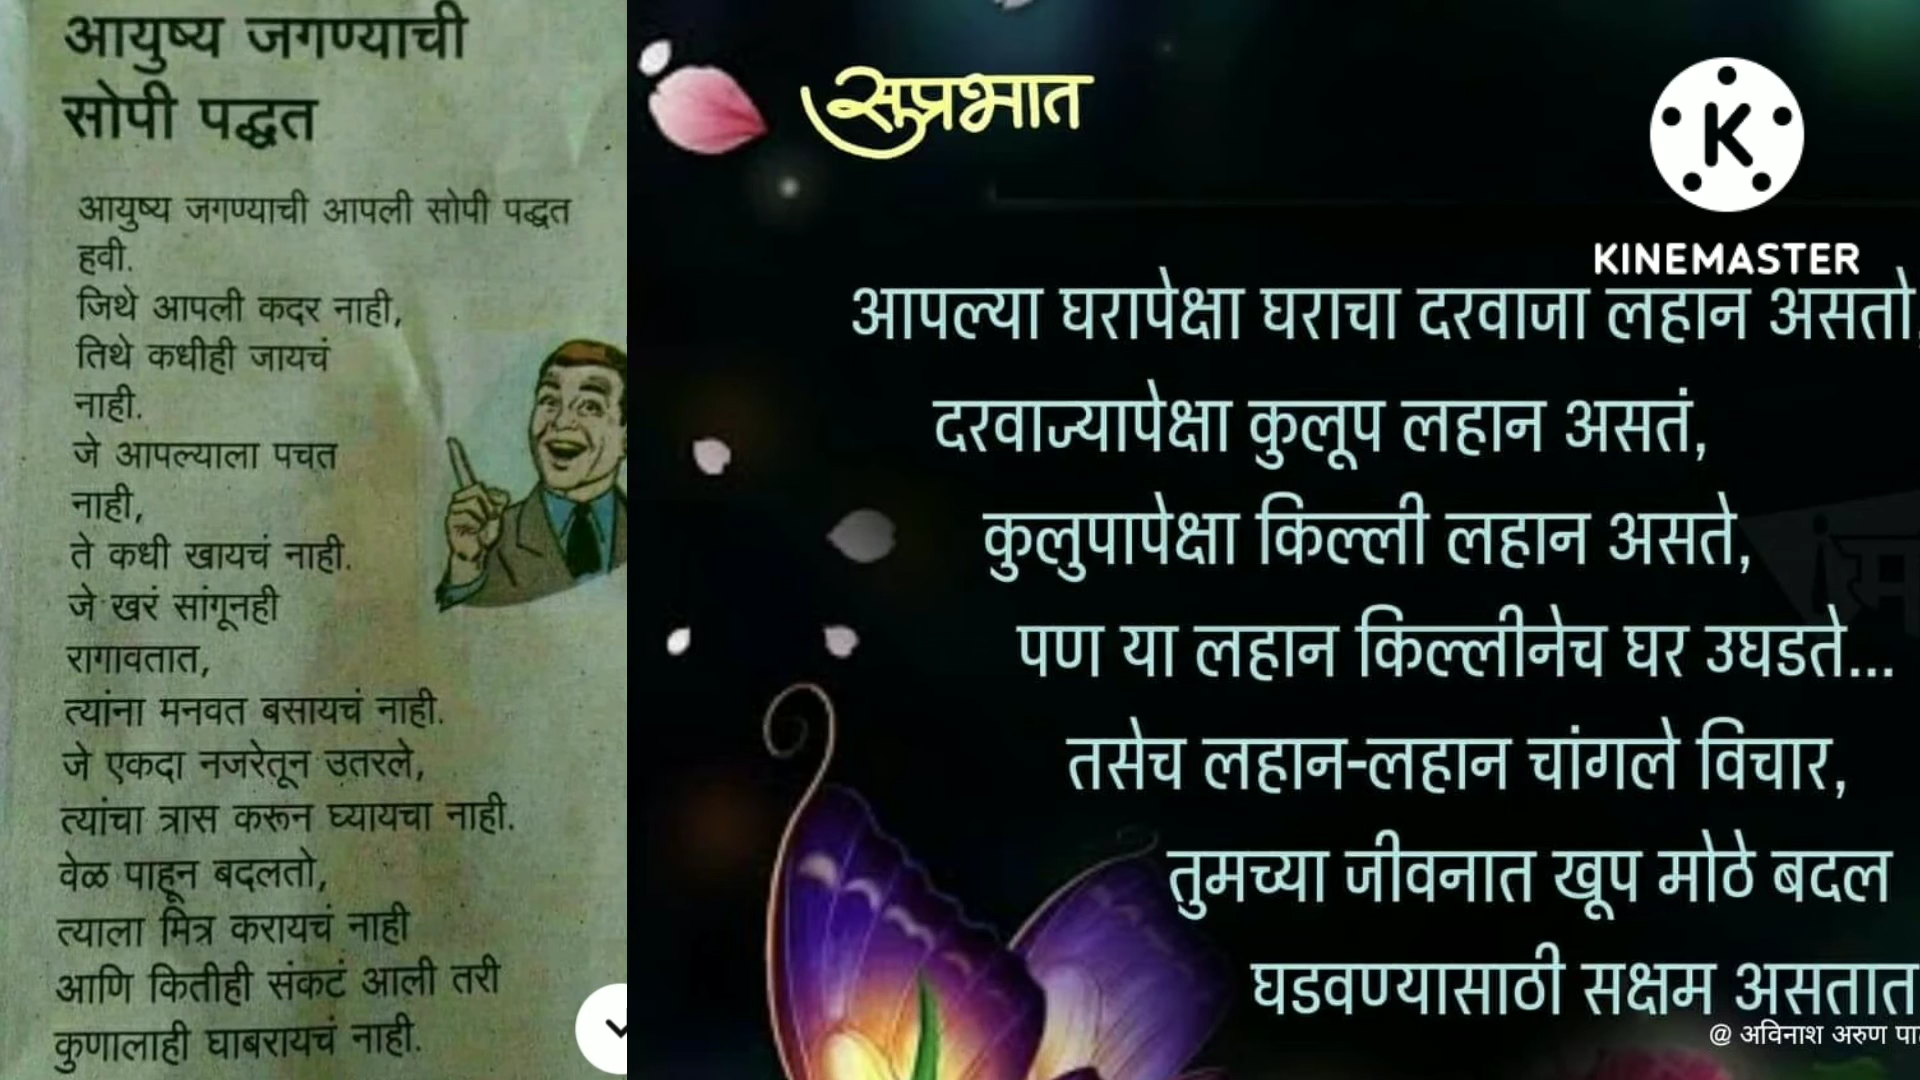 आयुष्य जगण्याची
सोपी पद्धत
आयुष्य जगण्याची आपली सोपी पद्धत
हवी.
जिथे आपली कदर नाही,
तिथे कधीही जायचं
नाही.
जे आपल्याला पचत
नाही,
ते कधी खायचं नाही.
जे खरं सांगूनही
रागावतात,
त्यांना मनवत बसायचं नाही.
जे एकदा नजरेतून उतरले,
त्यांचा त्रास करून घ्यायचा नाही.
वेळ पाहून बदलतो,
त्याला मित्र करायचं नाही
आणि कितीही संकटं आली तरी
कुणालाही घाबरायचं नाही.
सुप्रभात
K
KINEMASTER
आपल्या घरापेक्षा घराचा दरवाजा लहान असतो,
दरवाज्यापेक्षा कुलूप लहान असतं,
कुलुपापेक्षा किल्ली लहान असते,
पण या लहान किल्लीनेच घर उघडते...
तसेच लहान-लहान चांगले विचार,
तुमच्या जीवनात खूप मोठे बदल
घडवण्यासाठी सक्षम असतात
@ अविनाश अरुण